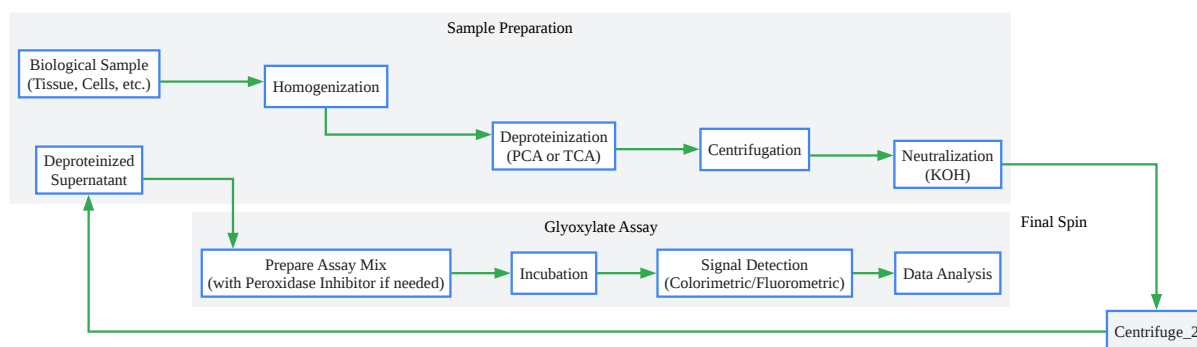 Sample Preparation
Biological Sample
(Tissue, Cells, etc.)
Homogenization
Deproteinization
(PCA or TCA)
Centrifugation
Neutralization
(KOH)
Deproteinized
Supernatant
Glyoxylate Assay
Final Spin
Prepare Assay Mix
(with Peroxidase Inhibitor if needed)
Incubation
Signal Detection
(Colorimetric/Fluorometric)
Data Analysis
Centrifuge_2